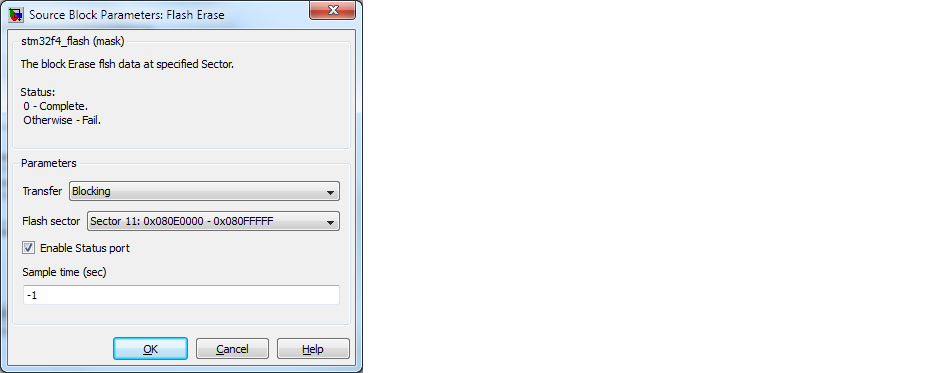 Source Block Parameters: Flash Erase
stm32f4_flash (mask)
The block Erase flsh data at specified Sector.
Status:
0 - Complete.
Otherwise - Fail.
Parameters
Transfer Blocking
Flash sector Sector 11: 0x080E0000 - 0x080FFFFF
Enable Status port
Sample time (sec)
-1
OK Cancel Help